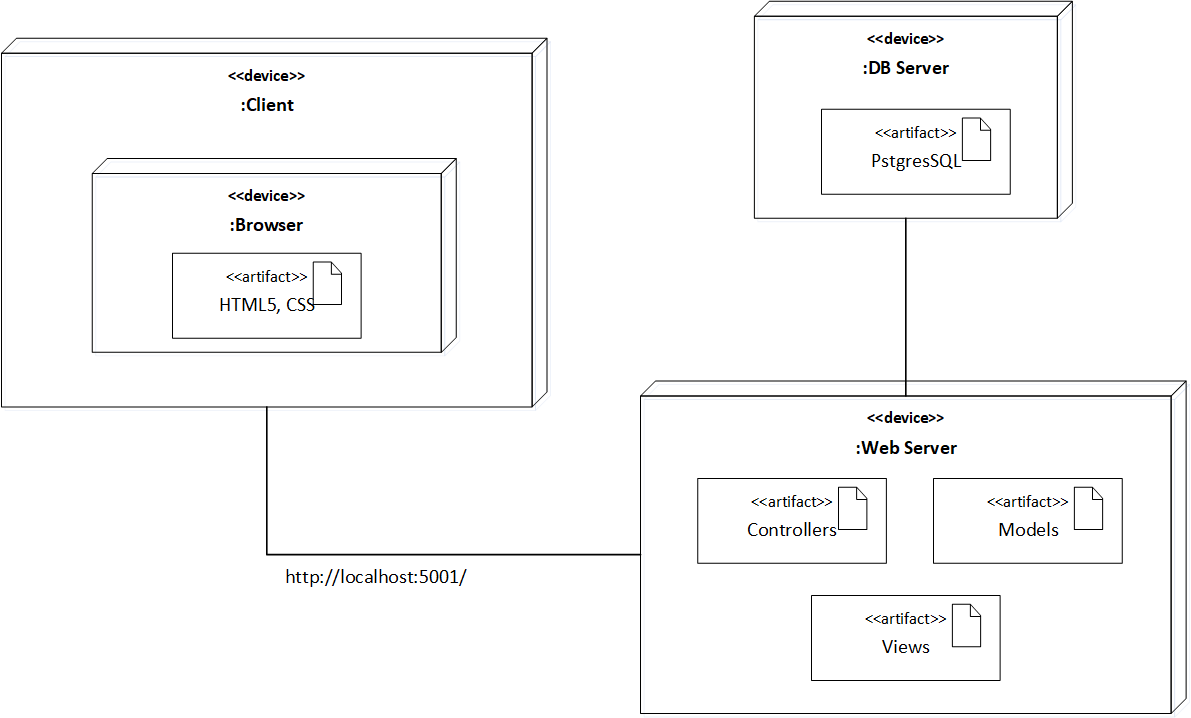 <<device>>
:Client
<<device>>
:Browser
<<artifact>>
HTML5, CSS
<<device>>
:DB Server
<<artifact>>
PstgresSQL
http://localhost:5001/
<<device>>
:Web Server
<<artifact>>
Controllers
<<artifact>>
Models
<<artifact>>
Views